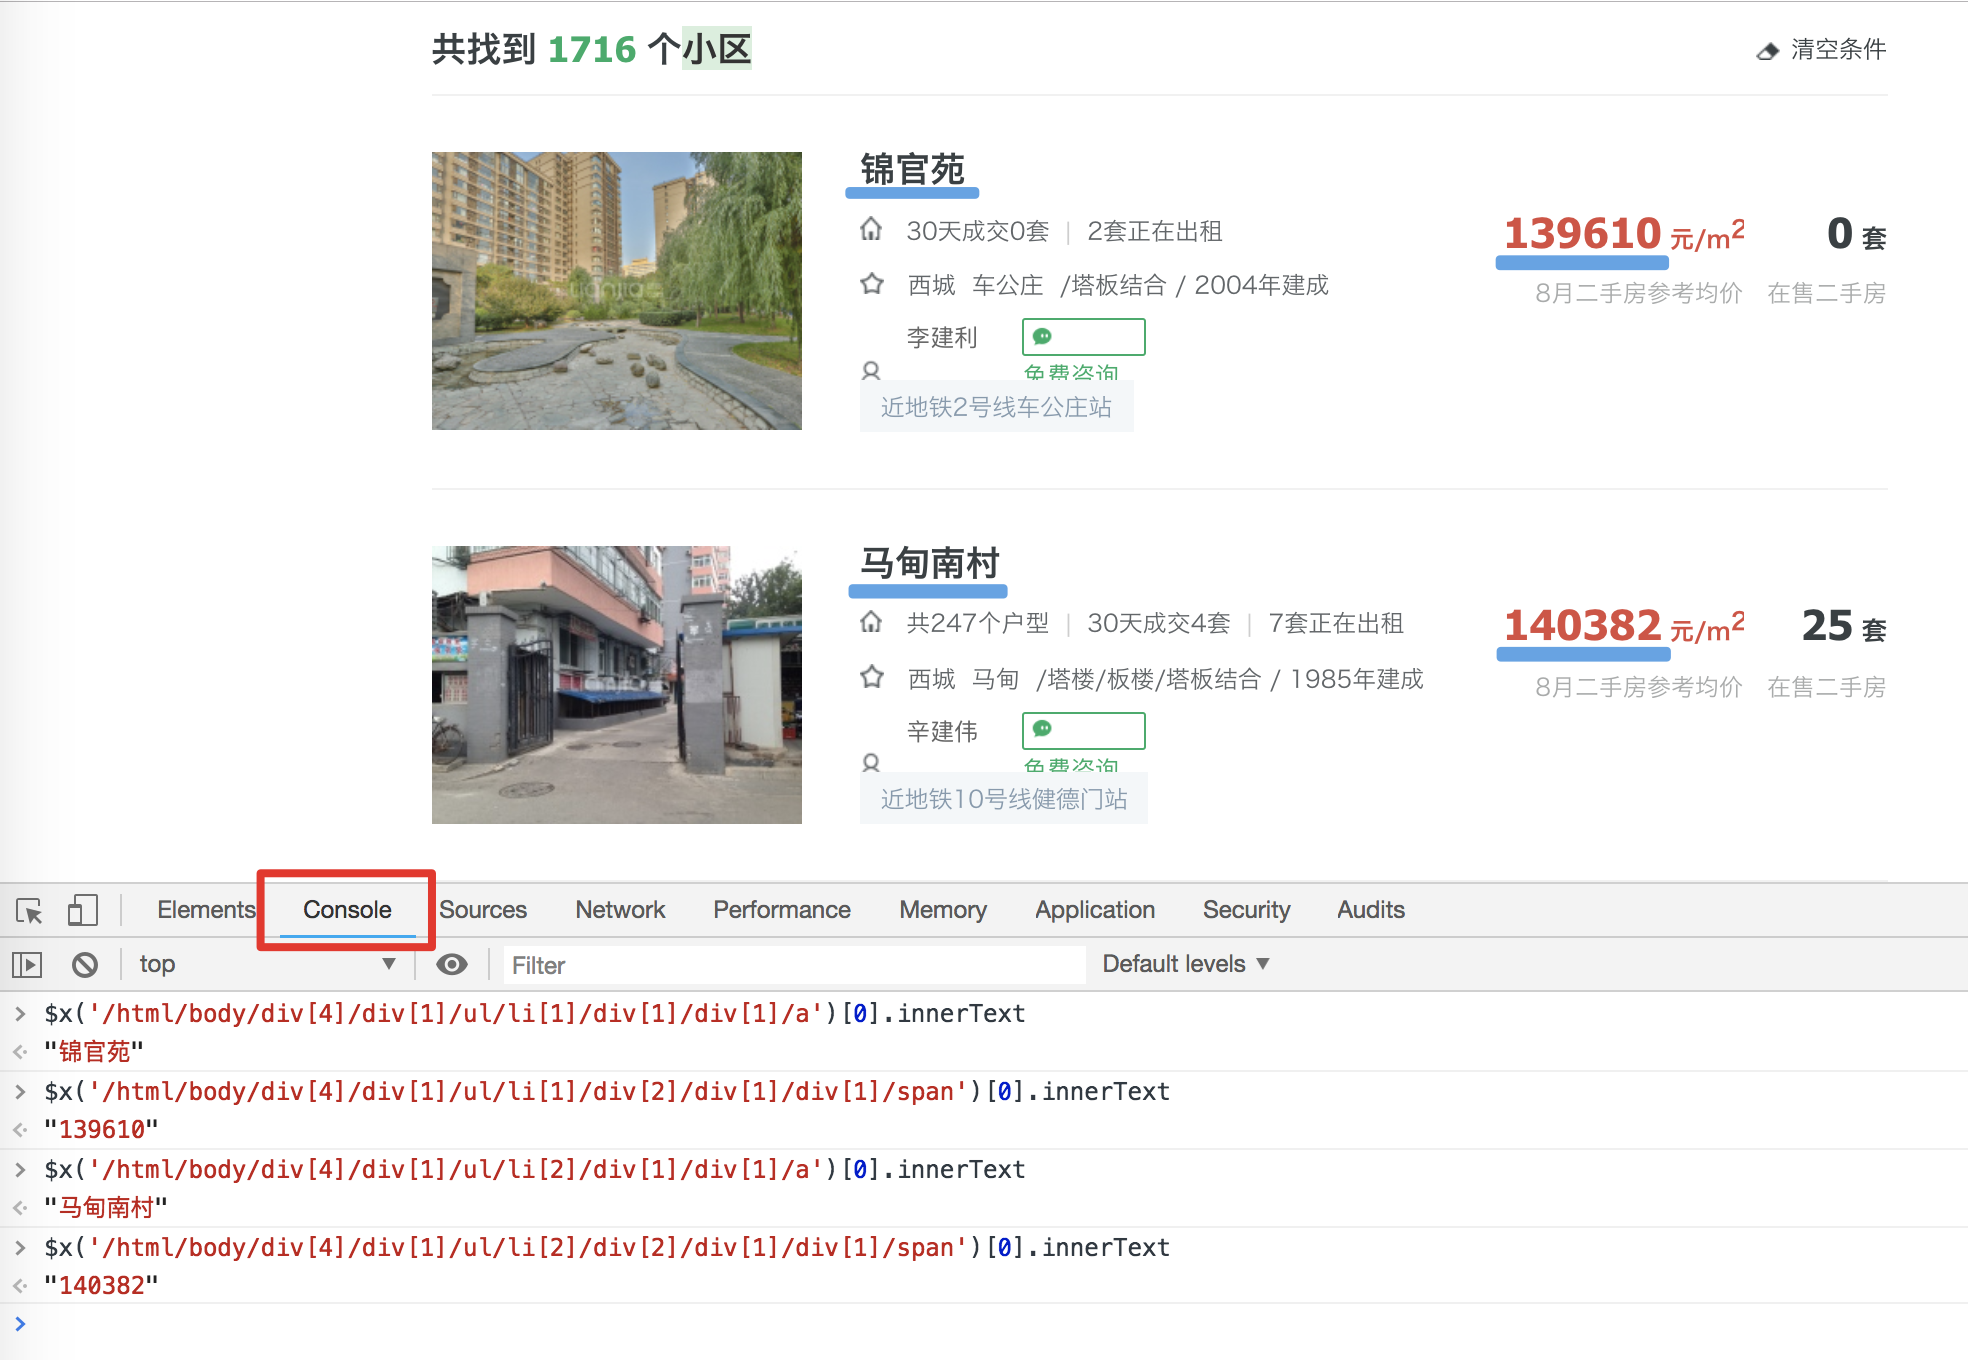 共找到 1716 个小区
清空条件
锦官苑
30天成交0套 | 2套正在出租
西城 车公庄 /塔板结合 / 2004年建成
李建利
免费咨询
近地铁2号线车公庄站
139610 元/m²
8月二手房参考均价
0 套
在售二手房
lianjia
马甸南村
共247个户型 | 30天成交4套 | 7套正在出租
西城 马甸 /塔楼/板楼/塔板结合 / 1985年建成
辛建伟
免费咨询
近地铁10号线健德门站
140382 元/m²
8月二手房参考均价
25 套
在售二手房
Elements Console Sources Network Performance Memory Application Security Audits
top ▼ Filter Default levels ▼
> $x('/html/body/div[4]/div[1]/ul/li[1]/div[1]/div[1]/a')[0].innerText
"锦官苑"
> $x('/html/body/div[4]/div[1]/ul/li[1]/div[2]/div[1]/div[1]/span')[0].innerText
"139610"
> $x('/html/body/div[4]/div[1]/ul/li[2]/div[1]/div[1]/a')[0].innerText
"马甸南村"
> $x('/html/body/div[4]/div[1]/ul/li[2]/div[2]/div[1]/div[1]/span')[0].innerText
"140382"
>